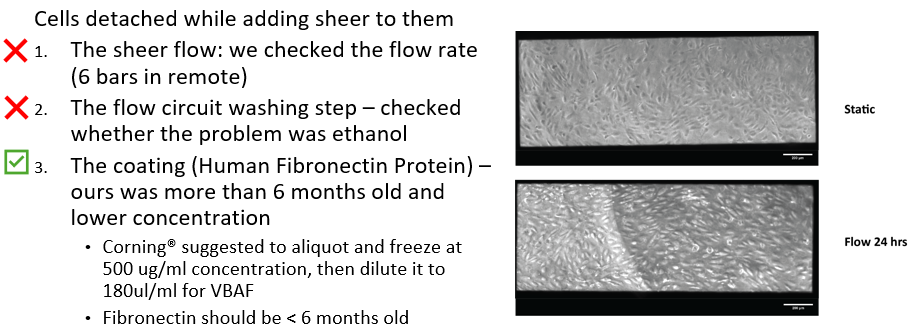 Cells detached while adding sheer to them
1. The sheer flow: we checked the flow rate
(6 bars in remote)
2. The flow circuit washing step – checked
whether the problem was ethanol
3. The coating (Human Fibronectin Protein) –
ours was more than 6 months old and
lower concentration
• Corning® suggested to aliquot and freeze at
500 ug/ml concentration, then dilute it to
180ul/ml for VBAF
• Fibronectin should be < 6 months old
Static
Flow 24 hrs